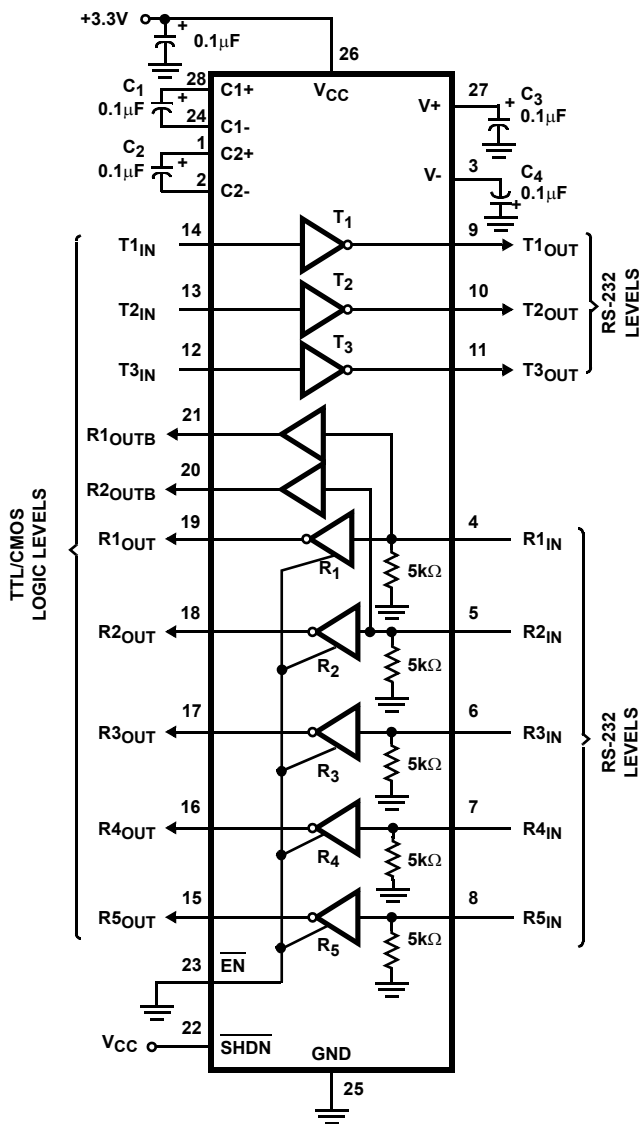 +3.3V
+
0.1µF
26
VCC
28
C1
0.1µF
+
C1+
24
C1-
1
C2
0.1µF
+
C2+
2
C2-
27
V+
+
C3
0.1µF
3
V-
C4
0.1µF
+
T1IN
14
T1
9
T1OUT
T2IN
13
T2
10
T2OUT
T3IN
12
T3
11
T3OUT
RS-232
LEVELS
R1OUTB
21
R2OUTB
20
R1OUT
19
R1
5kΩ
4
R1IN
R2OUT
18
R2
5kΩ
5
R2IN
R3OUT
17
R3
5kΩ
6
R3IN
R4OUT
16
R4
5kΩ
7
R4IN
R5OUT
15
R5
5kΩ
8
R5IN
TTL/CMOS
LOGIC LEVELS
RS-232
LEVELS
23
EN
VCC
22
SHDN
GND
25